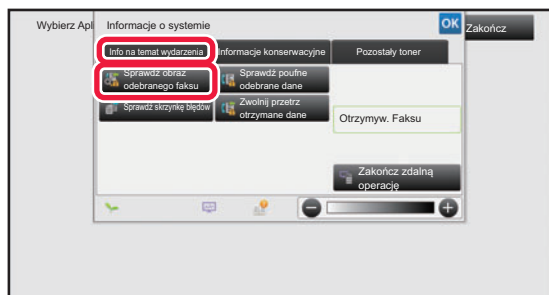 Wybierz Apl
Informacje o systemie
OK
Zakończ
Info na temat wydarzenia
Informacje konserwacyjne
Pozostały toner
Sprawdź obraz
odebranego faksu
Sprawdź poufne
odebrane dane
Sprawdź skrzynkę błędów
Zwolnij przetrz
otrzymane dane
Otrzymyw. Faksu
Zakończ zdalną
operację